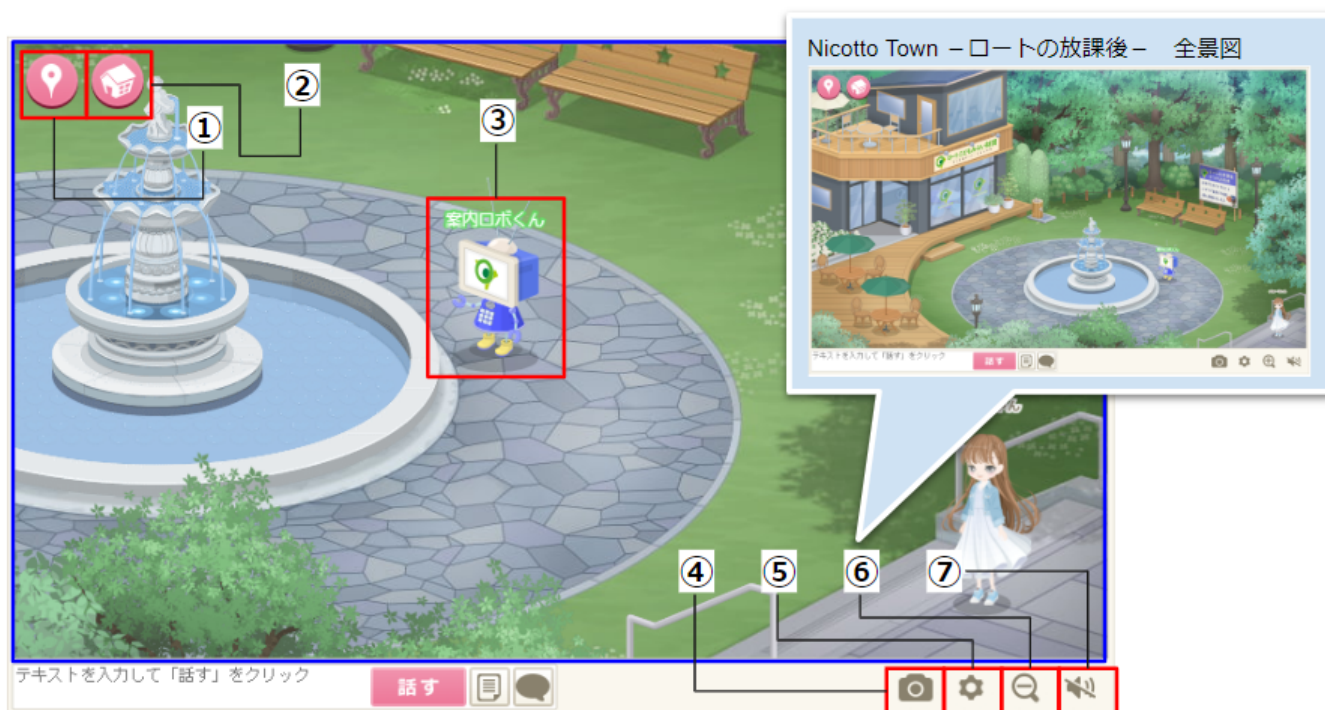 Nicotto Town －ロートの放課後－　全景図
②
①
③
案内ロボくん
テキストを入力して「話す」をクリック
話す
④
⑤
⑥
⑦
テキストを入力して「話す」をクリック
話す